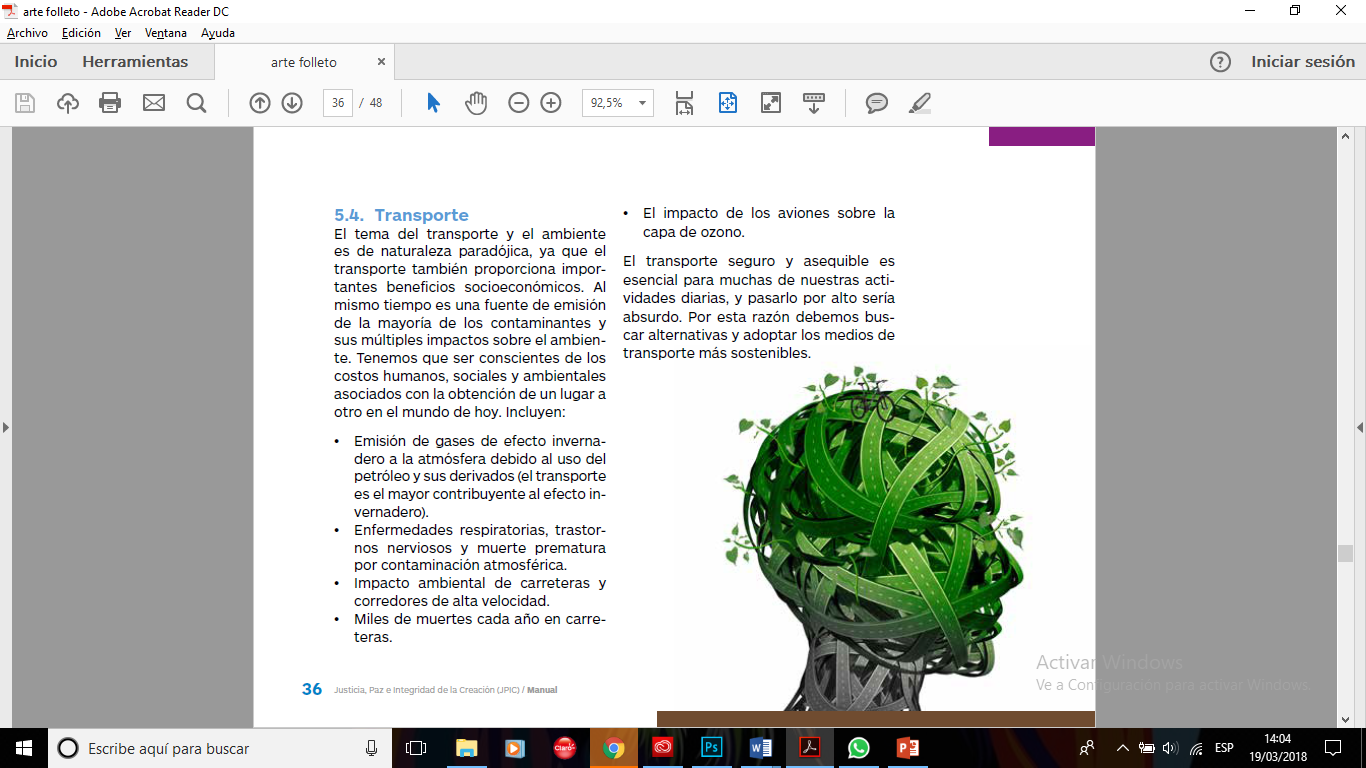 arte folleto - Adobe Acrobat Reader DC
Archivo Edición Ver Ventana Ayuda
Inicio Herramientas arte folleto × ? Iniciar sesión
36 / 48 92,5%
5.4. Transporte
El tema del transporte y el ambiente
es de naturaleza paradójica, ya que el
transporte también proporciona impor-
tantes beneficios socioeconómicos. Al
mismo tiempo es una fuente de emisión
de la mayoría de los contaminantes y
sus múltiples impactos sobre el ambien-
te. Tenemos que ser conscientes de los
costos humanos, sociales y ambientales
asociados con la obtención de un lugar a
otro en el mundo de hoy. Incluyen:
• Emisión de gases de efecto inverna-
dero a la atmósfera debido al uso del
petróleo y sus derivados (el transporte
es el mayor contribuyente al efecto in-
vernadero).
• Enfermedades respiratorias, trastor-
nos nerviosos y muerte prematura
por contaminación atmosférica.
• Impacto ambiental de carreteras y
corredores de alta velocidad.
• Miles de muertes cada año en carre-
teras.
• El impacto de los aviones sobre la
capa de ozono.
El transporte seguro y asequible es
esencial para muchas de nuestras acti-
vidades diarias, y pasarlo por alto sería
absurdo. Por esta razón debemos bus-
car alternativas y adoptar los medios de
transporte más sostenibles.
36 Justicia, Paz e Integridad de la Creación (JPIC) / Manual
Activar Windows
Ve a Configuración para activar Windows.
Escribe aquí para buscar
Claro
Ps
ESP
14:04
19/03/2018